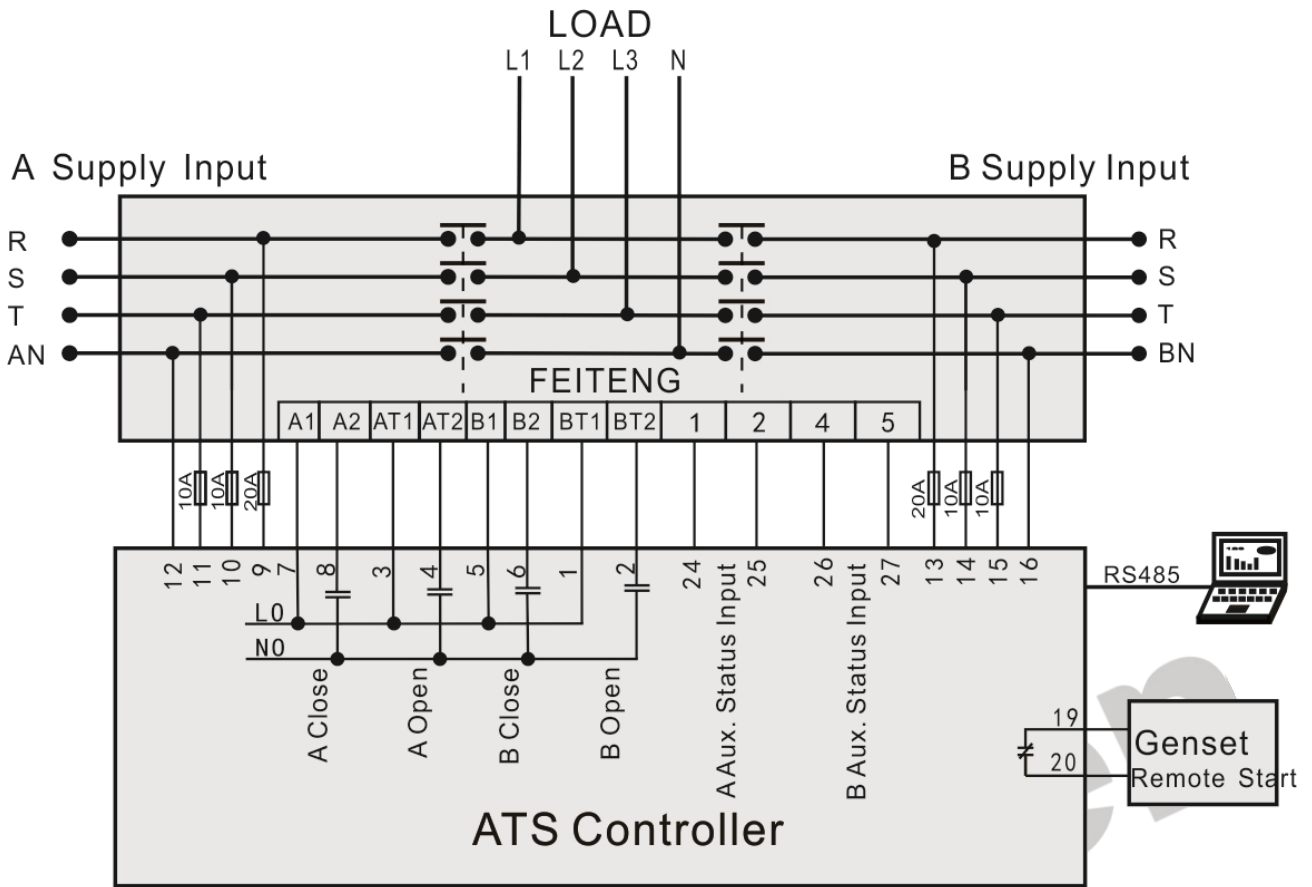 LOAD
L1 L2 L3 N
A Supply Input
B Supply Input
R R
S S
T T
AN BN
FEITENG
A1 A2 AT1 AT2 B1 B2 BT1 BT2 1 2 4 5
10A 10A 20A 20A 10A 10A
12 11 10 9 7 8 3 4 5 6 1 2 24 25 26 27 13 14 15 16
RS485
L0
N0
A Close
A Open
B Close
B Open
A Aux. Status Input
B Aux. Status Input
19
20
Genset
Remote Start
ATS Controller